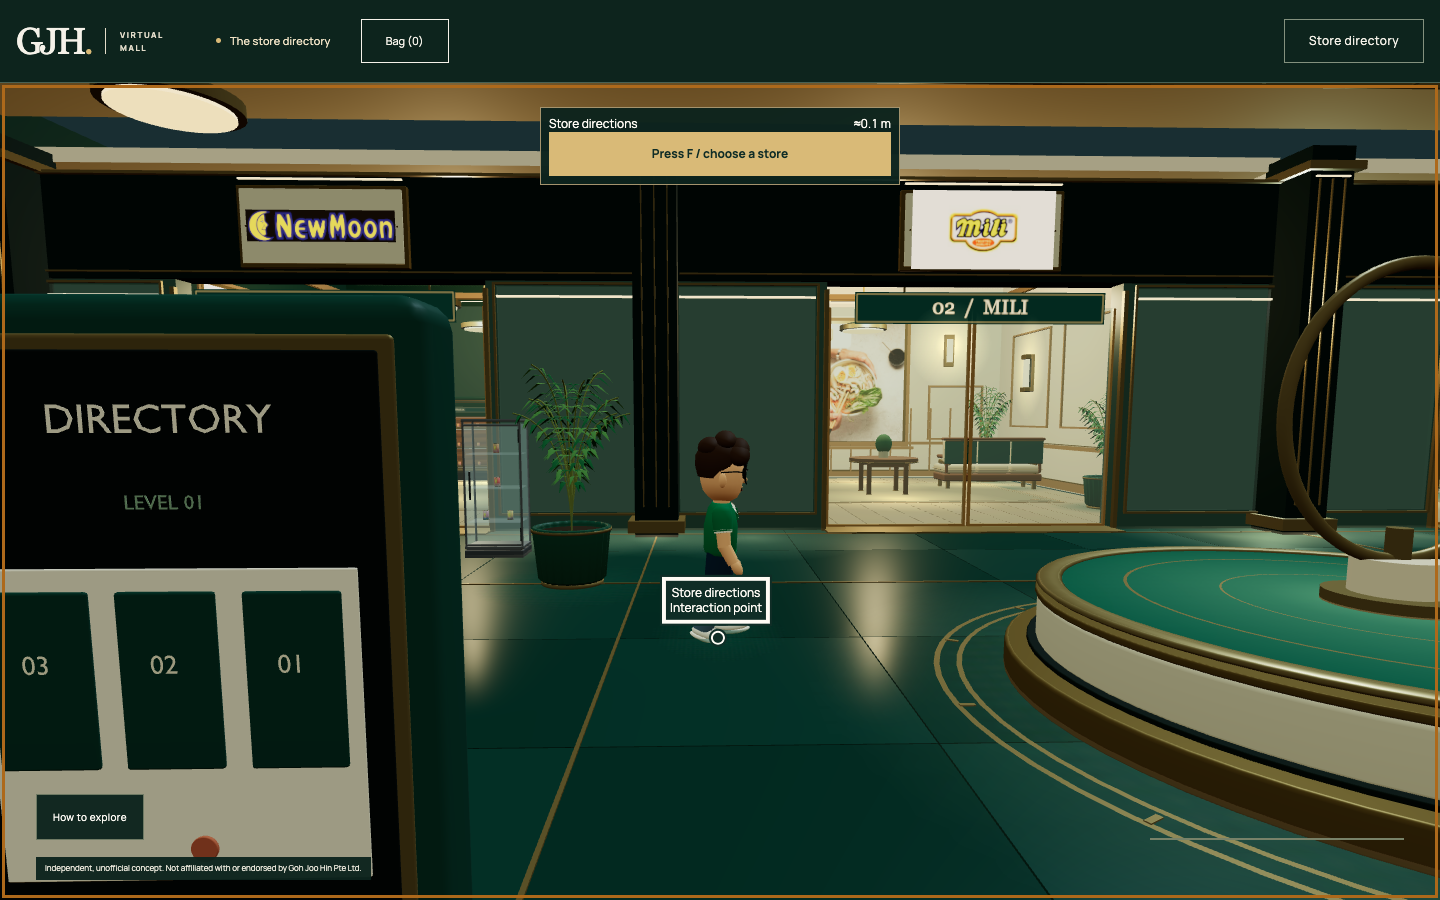 GJH.
VIRTUAL
MALL
The store directory
Bag (0)
Store directory
Store directions
≈0.1 m
Press F / choose a store
NewMoon
mili
02 / MILI
DIRECTORY
LEVEL 01
03
02
01
Store directions
Interaction point
How to explore
Independent, unofficial concept. Not affiliated with or endorsed by Goh Joo Hin Pte Ltd.